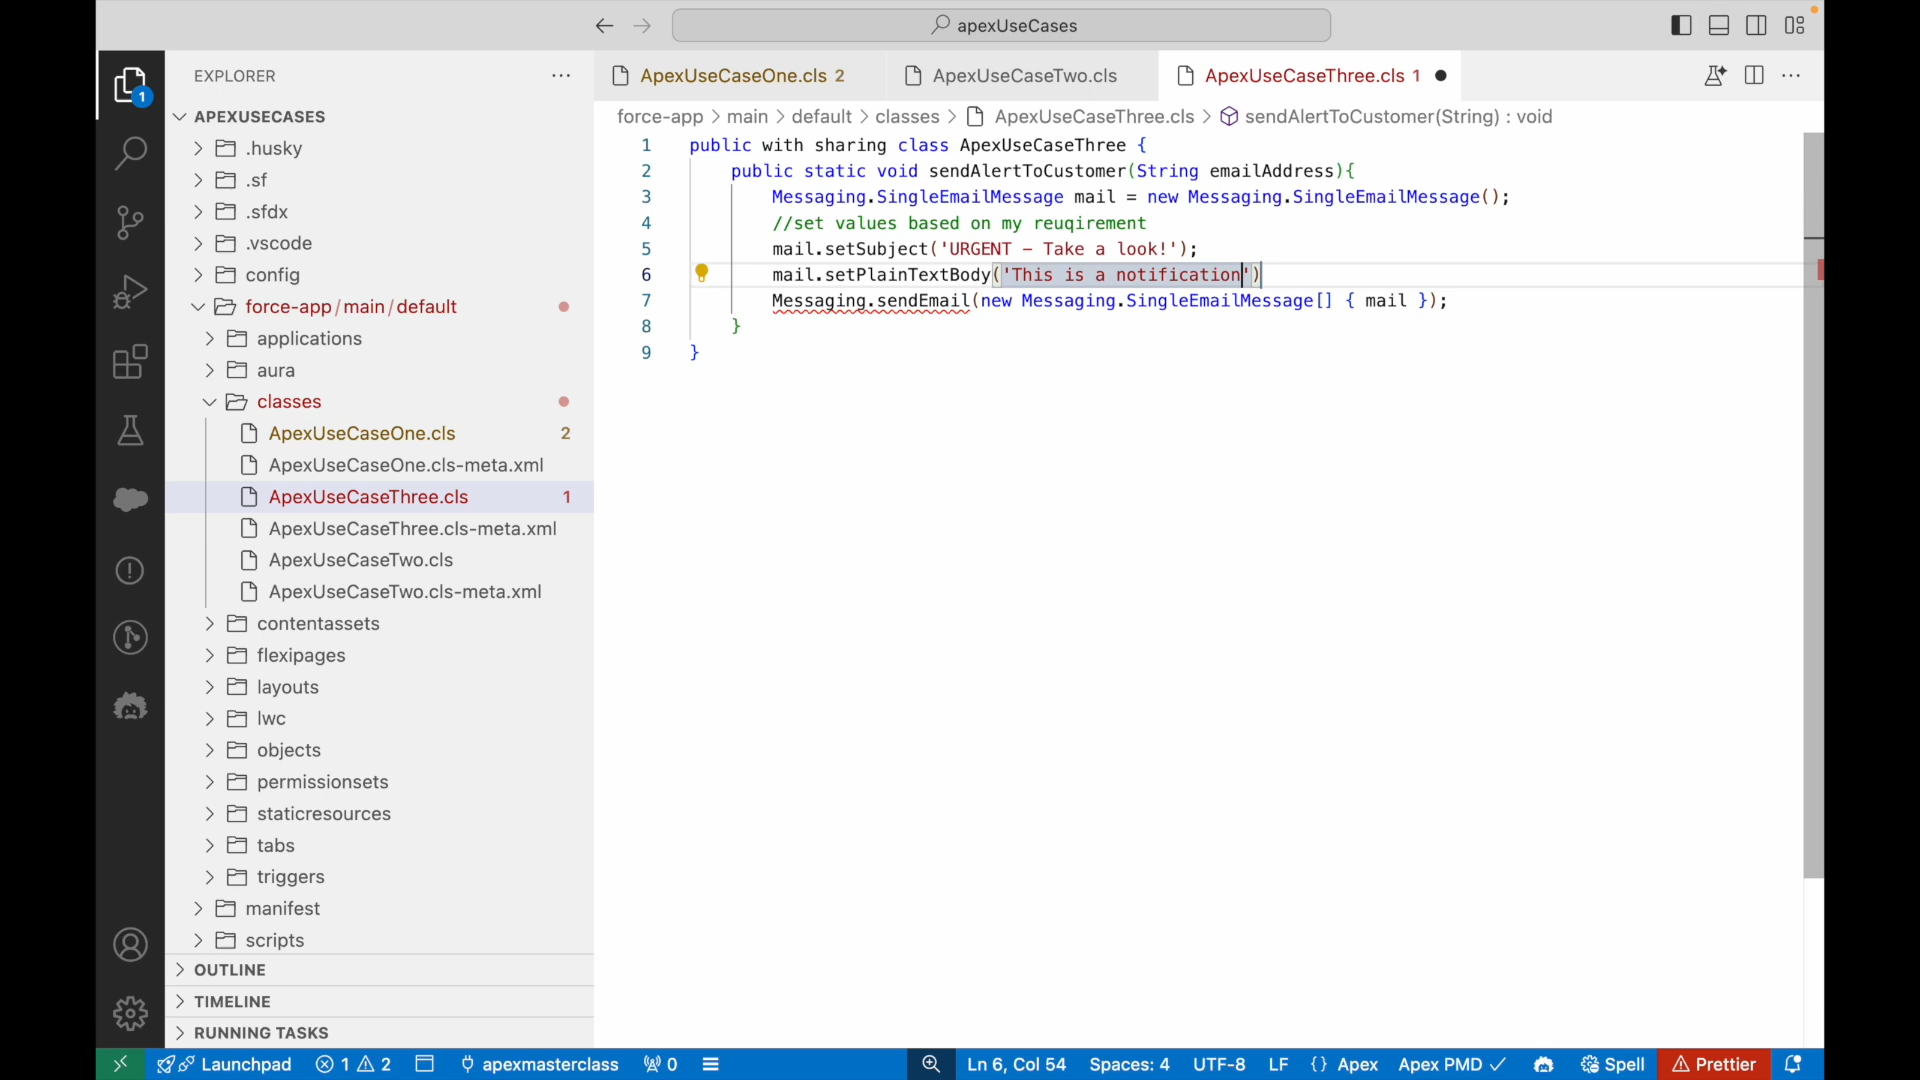 apexUseCases
EXPLORER
ApexUseCaseOne.cls 2
ApexUseCaseTwo.cls
ApexUseCaseThree.cls 1
force-app > main > default > classes > ApexUseCaseThree.cls > sendAlertToCustomer(String) : void
1
APEXUSECASES
.husky
.sf
.sfdx
.vscode
config
force-app/main/default
applications
aura
classes
ApexUseCaseOne.cls 2
ApexUseCaseOne.cls-meta.xml
ApexUseCaseThree.cls 1
ApexUseCaseThree.cls-meta.xml
ApexUseCaseTwo.cls
ApexUseCaseTwo.cls-meta.xml
contentassets
flexipages
layouts
lwc
objects
permissionsets
staticresources
tabs
triggers
manifest
scripts
OUTLINE
TIMELINE
RUNNING TASKS
1 public with sharing class ApexUseCaseThree {
2 public static void sendAlertToCustomer(String emailAddress){
3 Messaging.SingleEmailMessage mail = new Messaging.SingleEmailMessage();
4 //set values based on my reuqirement
5 mail.setSubject('URGENT – Take a look!');
6 mail.setPlainTextBody('This is a notification')
7 Messaging.sendEmail(new Messaging.SingleEmailMessage[] { mail });
8 }
9 }
Launchpad 1 2 apexmasterclass 0 Ln 6, Col 54 Spaces: 4 UTF-8 LF {} Apex Apex PMD ✓ Spell Prettier